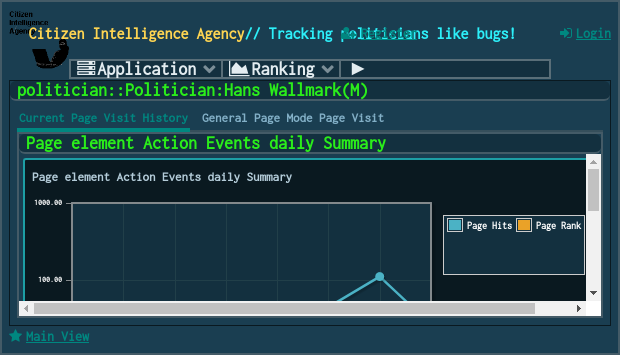 Citizen
Intelligence
Agency
Citizen Intelligence Agency// Tracking politicians like bugs!
Login
Application
Ranking
politician::Politician:Hans Wallmark(M)
Current Page Visit History
General Page Mode Page Visit
Page element Action Events daily Summary
Page element Action Events daily Summary
1000.00
Page Hits
Page Rank
100.00
Main View